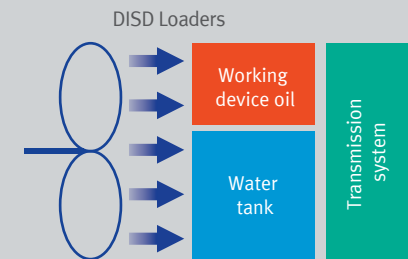 DISD Loaders
Working
device oil
Water
tank
Transmission
system